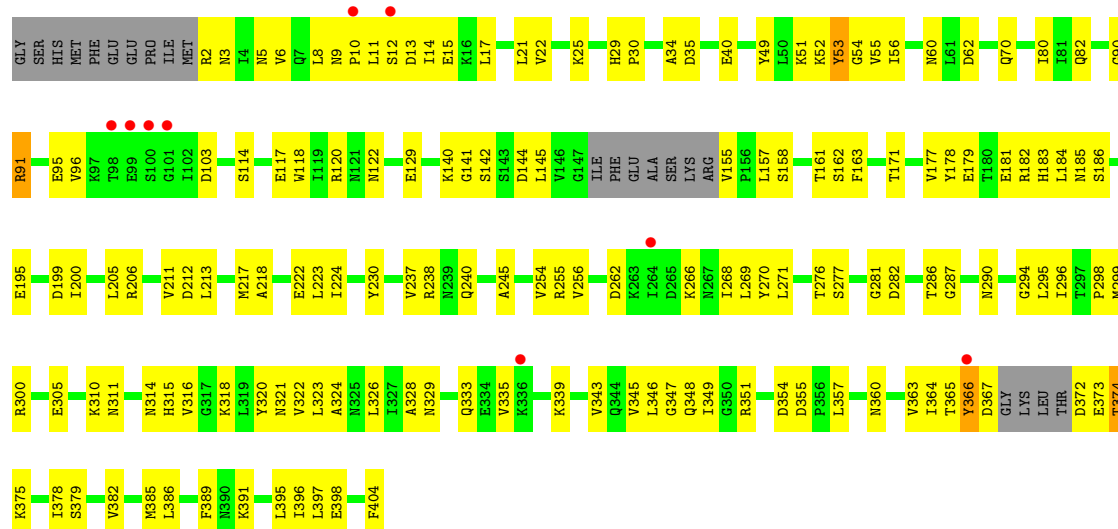 GLY SER HIS MET PHE GLU GLU PRO ILE MET R2 N3 I4 N5 V6 Q7 L8 N9 P10 L11 S12 D13 I14 E15 K16 L17 L21 V22 K25 H29 P30 A34 D35 E40 Y49 L50 K51 K52 Y53 G54 V55 I56 N60 L61 D62 Q70 I80 I81 Q82
R91 E95 V96 K97 T98 E99 S100 G101 I102 D103 S114 E117 W118 I119 R120 N121 N122 E129 K140 G141 S142 S143 D144 L145 V146 G147 ILE PHE GLU ALA SER LYS ARG V155 P156 L157 S158 T161 S162 F163 T171 V177 Y178 E179 T180 E181 R182 H183 L184 N185 S186
E195 D199 I200 L205 R206 V211 D212 L213 M217 A218 E222 L223 I224 Y230 V237 R238 N239 Q240 A245 V254 R255 V256 D262 K263 I264 D265 K266 N267 I268 L269 Y270 L271 T276 S277 G281 D282 T286 G287 N290 G294 L295 I296 T297 P298 M299
R300 E305 K310 N311 N314 H315 V316 G317 K318 L319 Y320 N321 V322 L323 A324 N325 L326 I327 A328 N329 Q333 E334 V335 K336 K339 V343 Q344 V345 L346 G347 Q348 I349 G350 R351 D354 D355 P356 L357 N360 V363 I364 T365 Y366 D367 GLY LYS LEU THR D372 E373 T374
K375 I378 S379 V382 M385 L386 F389 N390 K391 L395 I396 L397 E398 F404